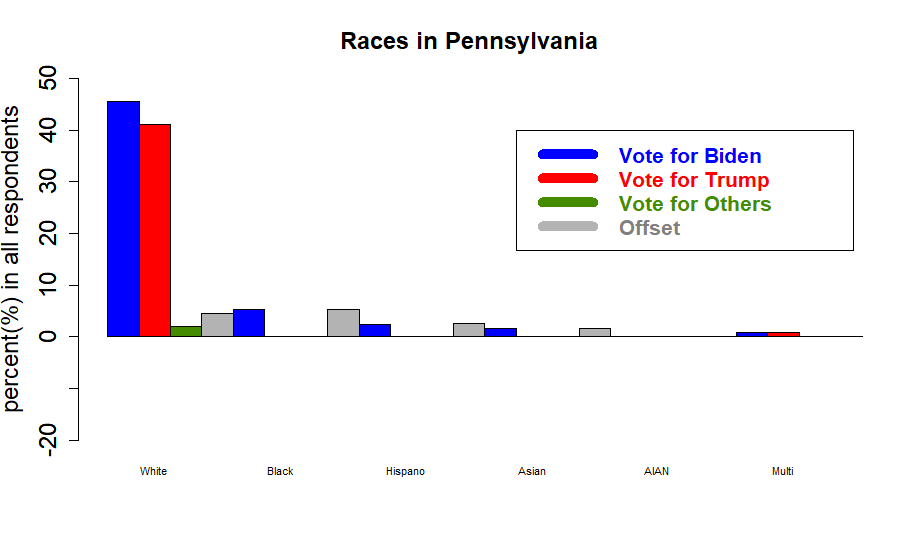 Races in Pennsylvania
percent(%) in all respondents
50
40
30
20
10
0
-20
Vote for Biden
Vote for Trump
Vote for Others
Offset
White Black Hispano Asian AIAN Multi